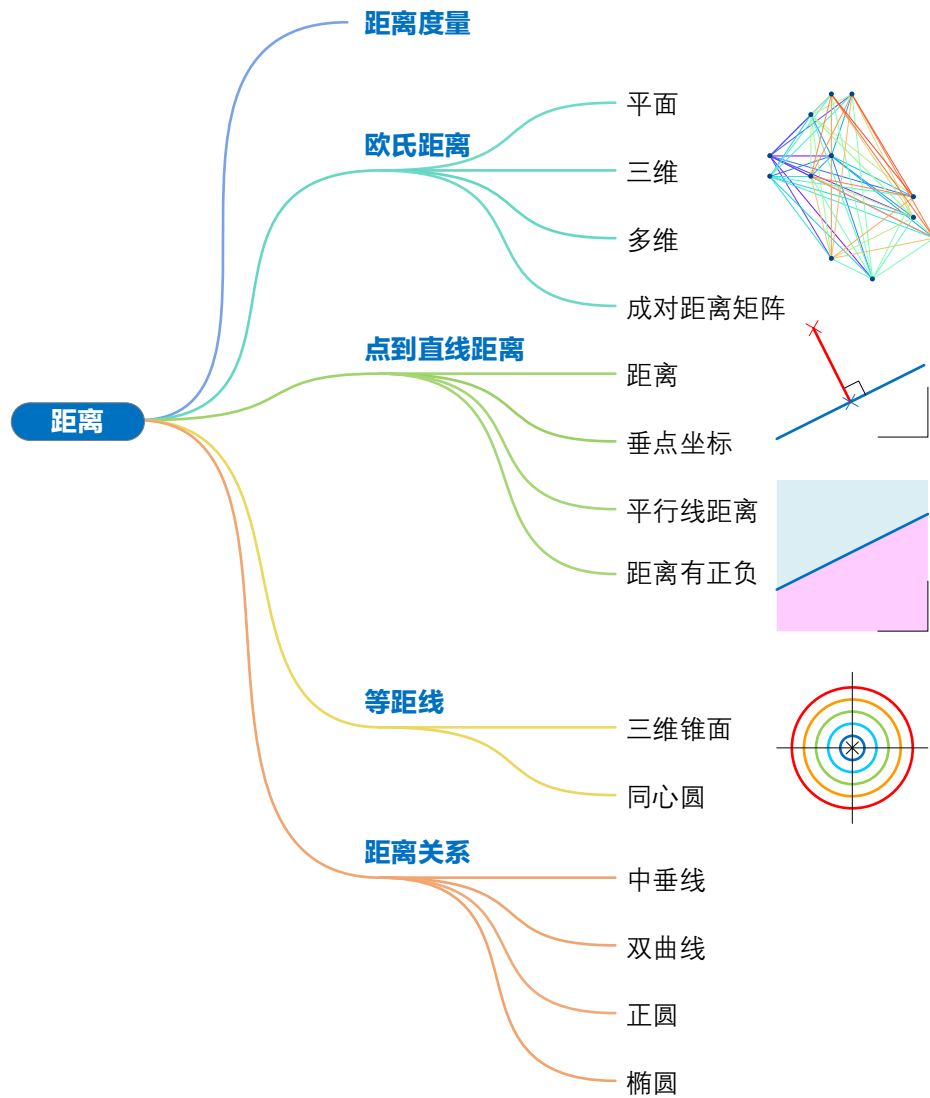 距离
距离度量
欧氏距离
平面
三维
多维
成对距离矩阵
点到直线距离
距离
垂点坐标
平行线距离
距离有正负
等距线
三维锥面
同心圆
距离关系
中垂线
双曲线
正圆
椭圆